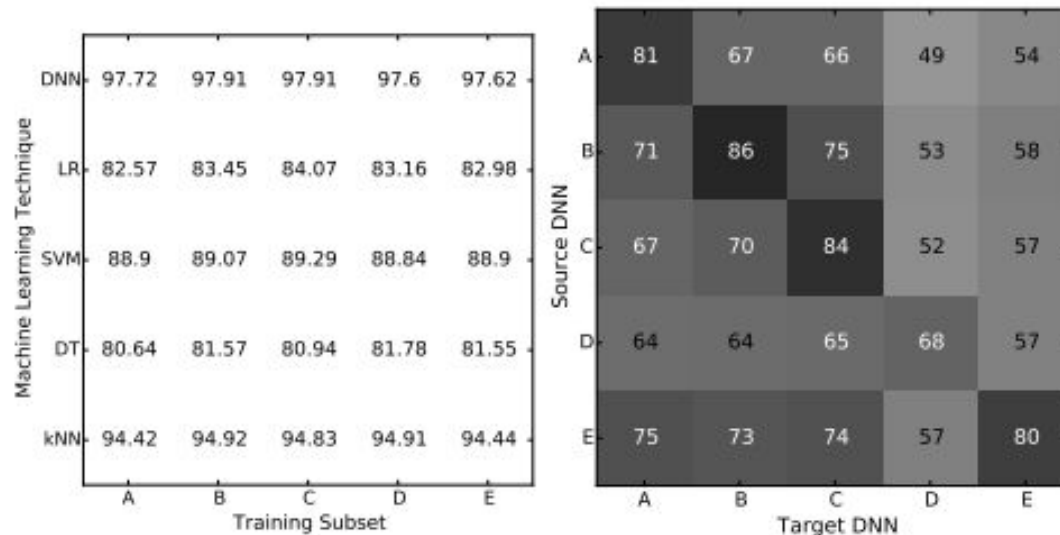 Machine Learning Technique
DNN 97.72 97.91 97.91 97.6 97.62
LR 82.57 83.45 84.07 83.16 82.98
SVM 88.9 89.07 89.29 88.84 88.9
DT 80.64 81.57 80.94 81.78 81.55
kNN 94.42 94.92 94.83 94.91 94.44
A B C D E
Training Subset
Source DNN
A 81 67 66 49 54
B 71 86 75 53 58
C 67 70 84 52 57
D 64 64 65 68 57
E 75 73 74 57 80
A B C D E
Target DNN